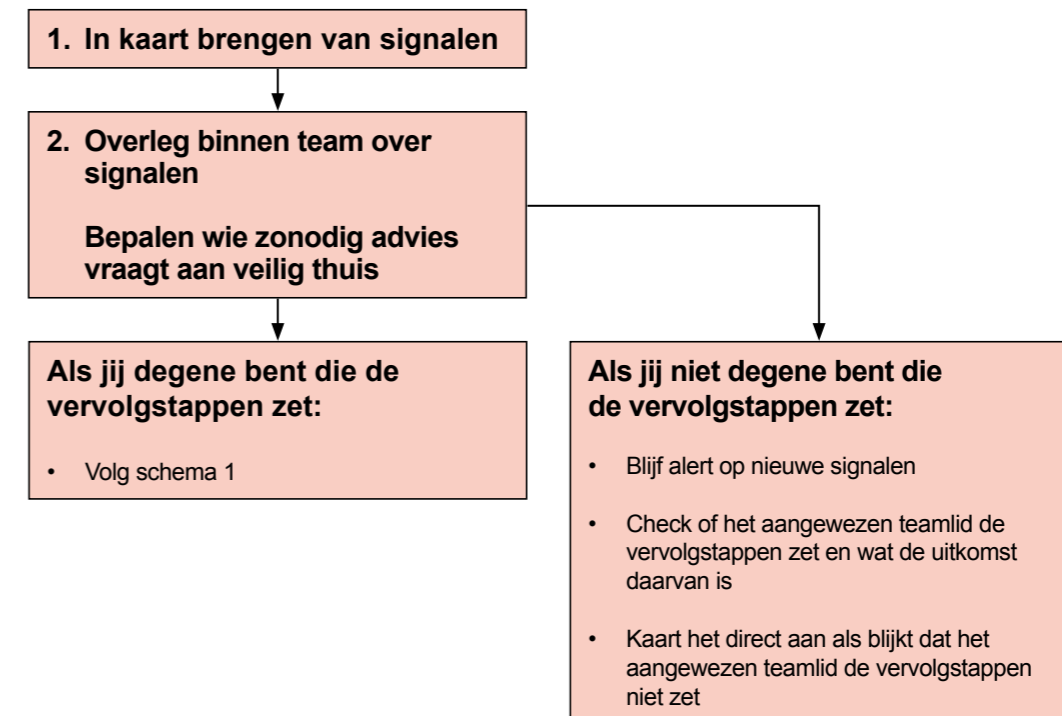 1. In kaart brengen van signalen
2. Overleg binnen team over
signalen
Bepalen wie zonodig advies
vraagt aan veilig thuis
Als jij degene bent die de
vervolgstappen zet:
• Volg schema 1
Als jij niet degene bent die
de vervolgstappen zet:
• Blijf alert op nieuwe signalen
• Check of het aangewezen teamlid de
vervolgstappen zet en wat de uitkomst
daarvan is
• Kaart het direct aan als blijkt dat het
aangewezen teamlid de vervolgstappen
niet zet